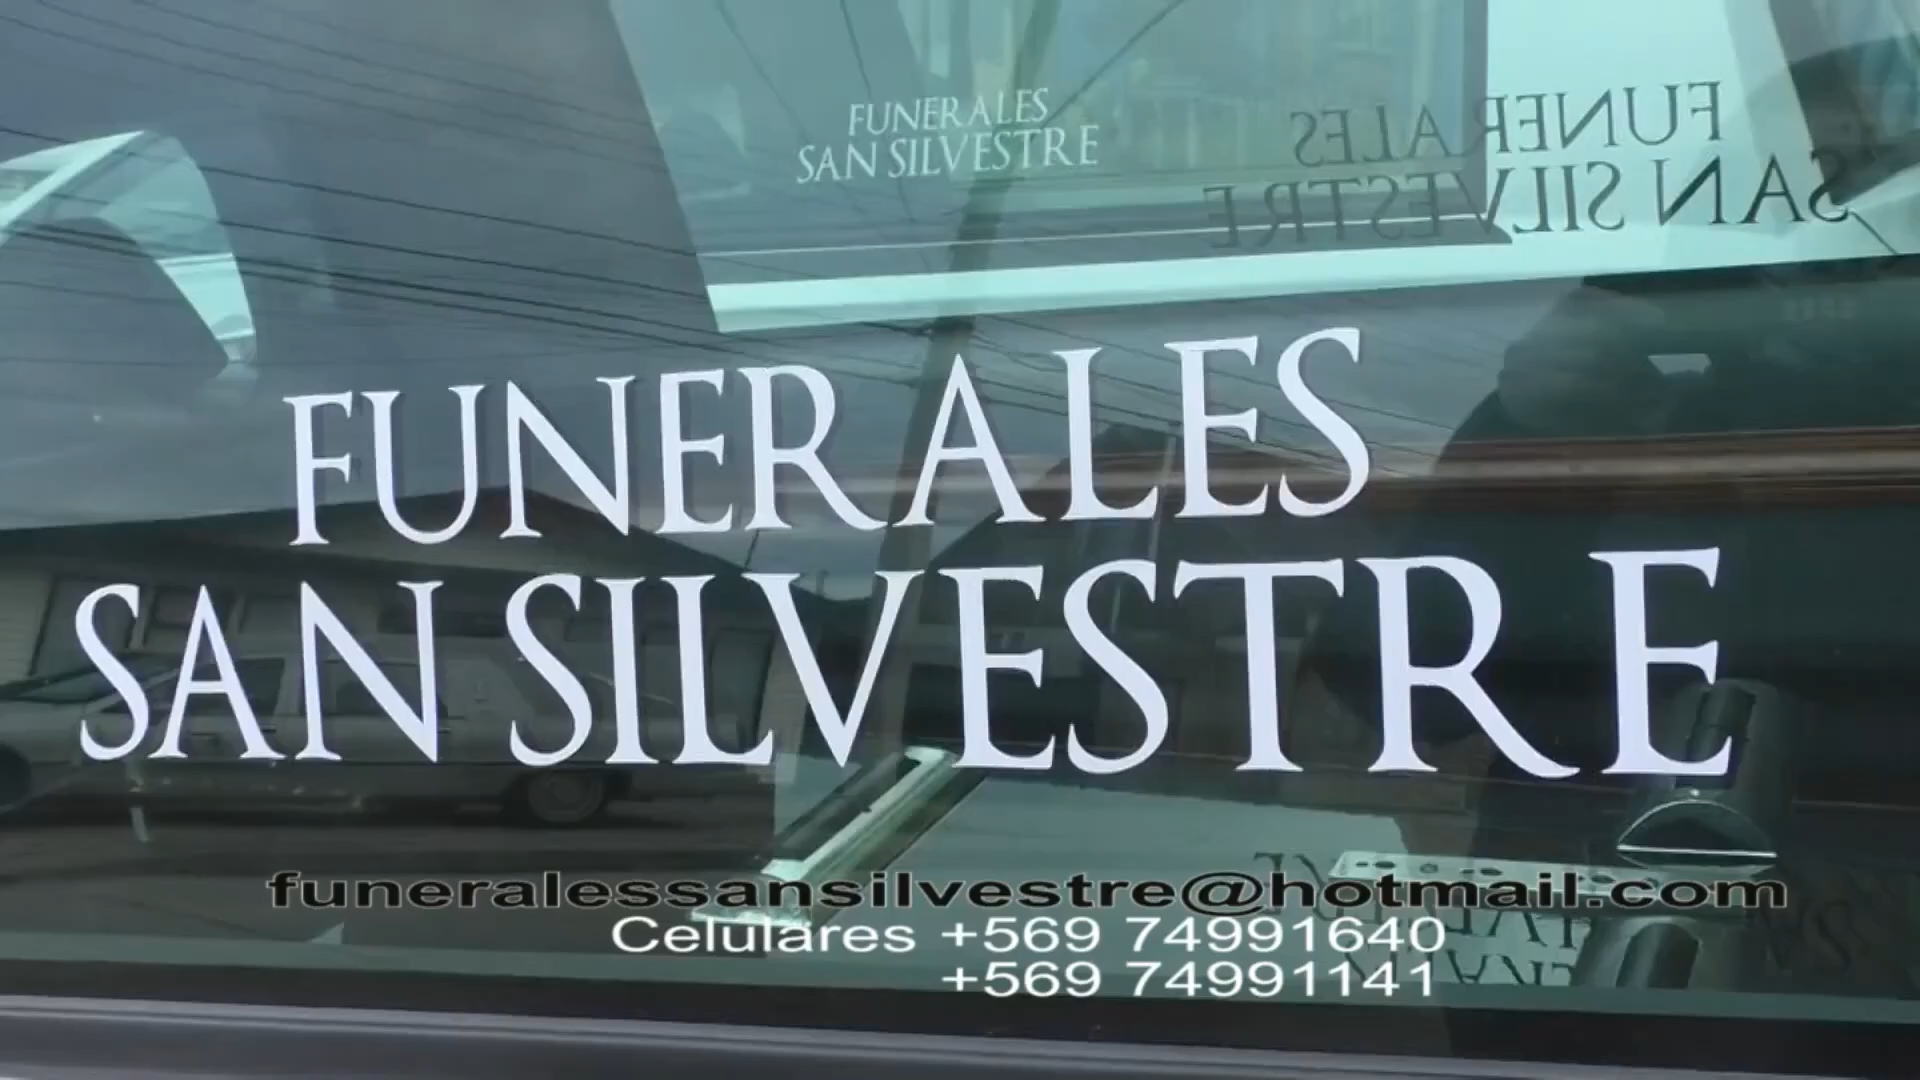 FUNERALES
SAN SILVESTRE
FUNERALES
SAN SILVESTRE
FUNERALES
SAN SILVESTRE
funeralessansilvestre@hotmail.com
Celulares +569 74991640
+569 74991141